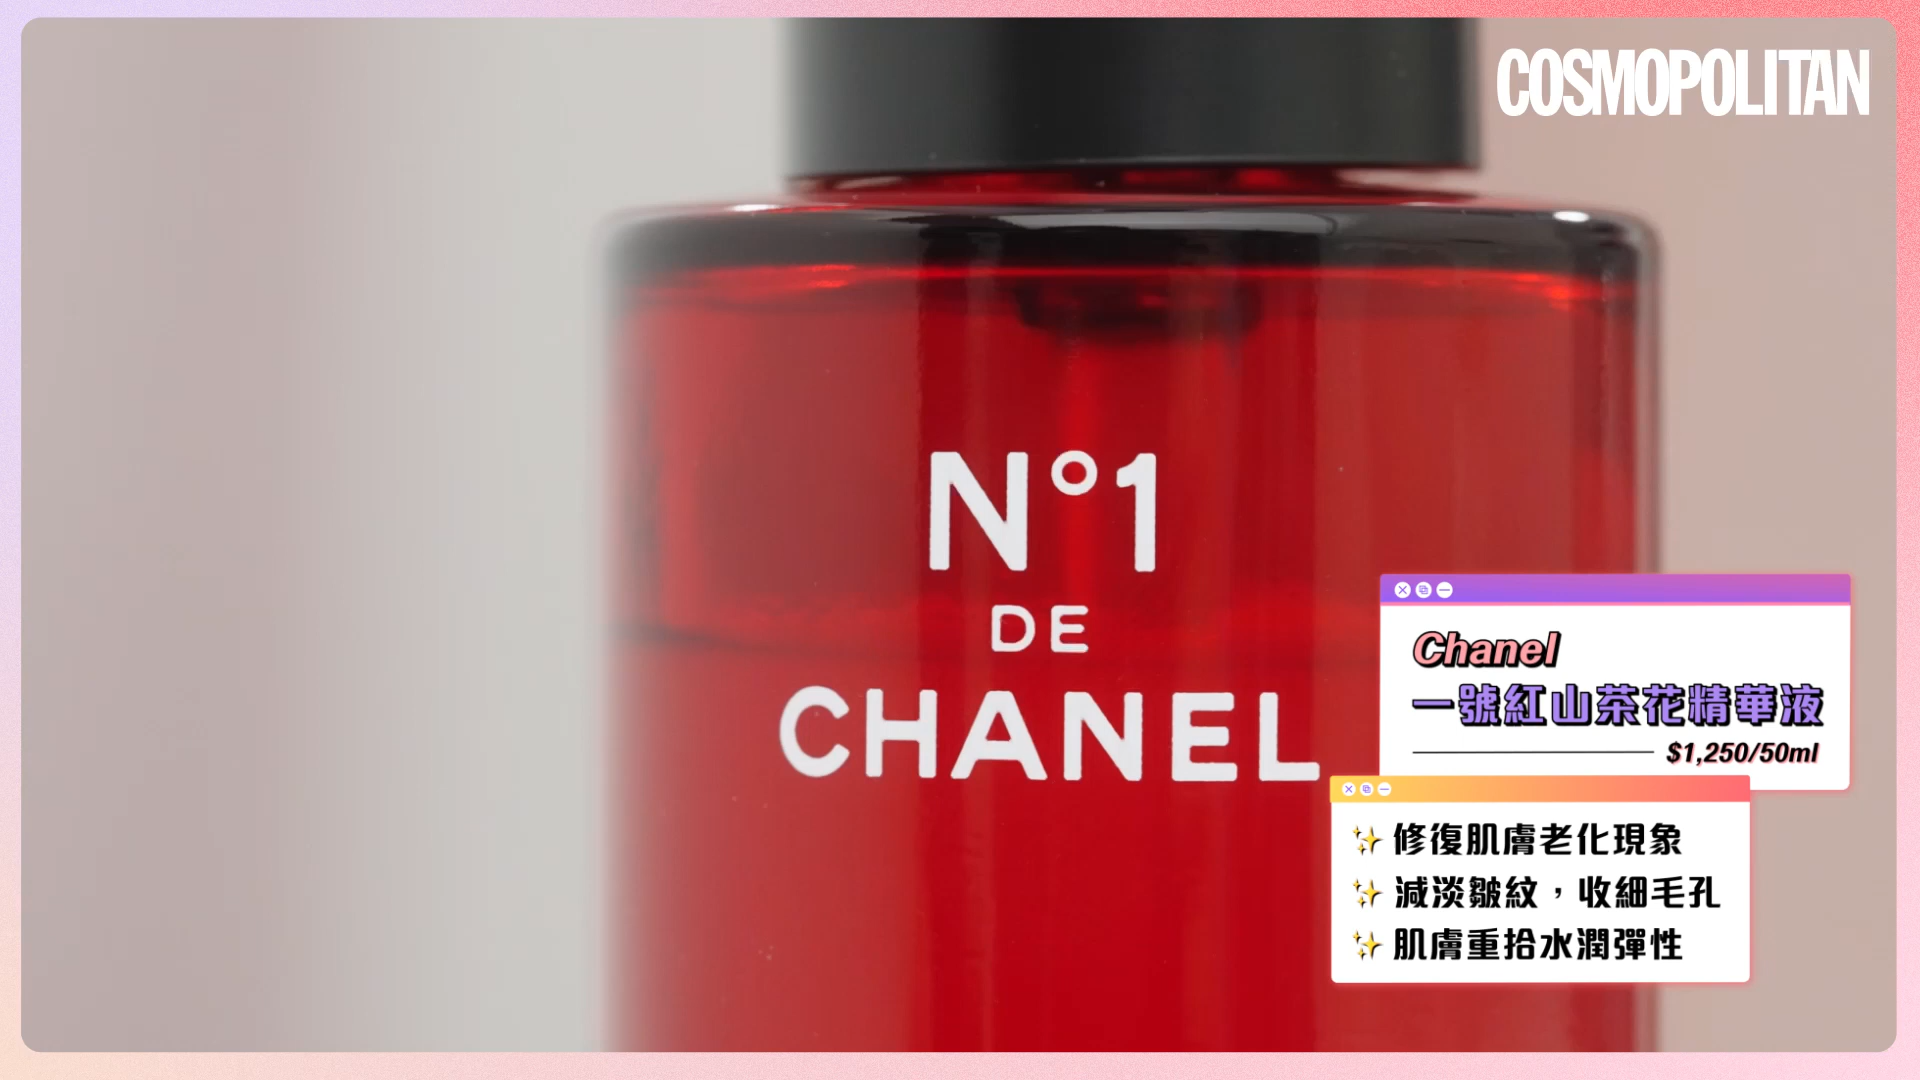 COSMOPOLITAN
N°1
DE
CHANEL
Chanel
一號紅山茶花精華液
$1,250/50ml
✨ 修復肌膚老化現象
✨ 減淡皺紋，收細毛孔
✨ 肌膚重拾水潤彈性